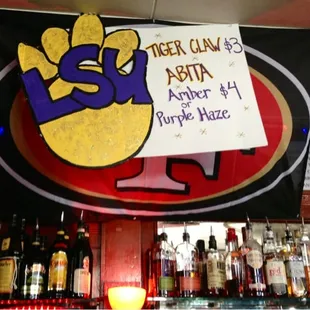 LSU
TIGER CLAW $3
ABITA
Amber $4
or
Purple Haze
F